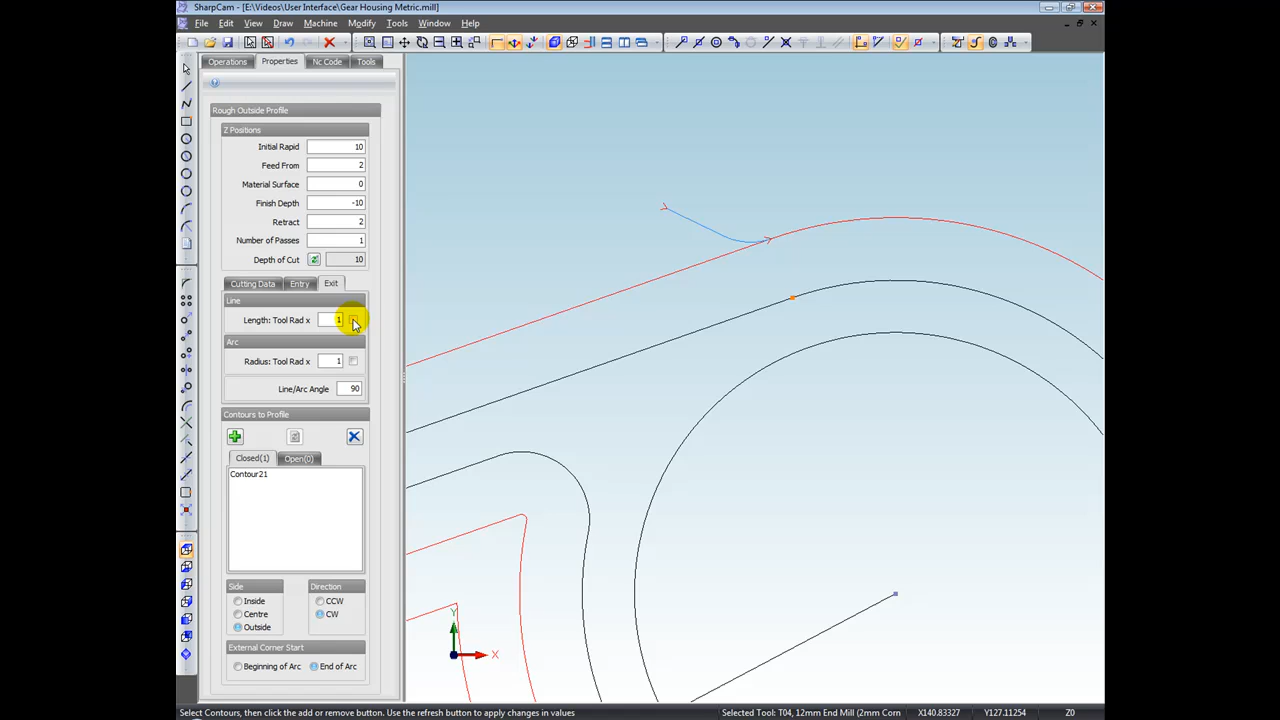 SharpCam - [E:\Videos\User Interface\Gear Housing Metric.mill]
File Edit View Draw Machine Modify Tools Window Help
Operations Properties Nc Code Tools
Rough Outside Profile
Z Positions
Initial Rapid 10
Feed From 2
Material Surface 0
Finish Depth -10
Retract 2
Number of Passes 1
Depth of Cut 10
Cutting Data Entry Exit
Line
Length: Tool Rad x 1
Arc
Radius: Tool Rad x 1
Line/Arc Angle 90
Contours to Profile
Closed(1) Open(0)
Contour21
Side Direction
Inside CCW
Centre CW
Outside
External Corner Start
Beginning of Arc End of Arc
Y
X
Select Contours, then click the add or remove button. Use the refresh button to apply changes in values
Selected Tool: T04, 12mm End Mill (2mm Corn X140.83327 Y127.11254 Z0